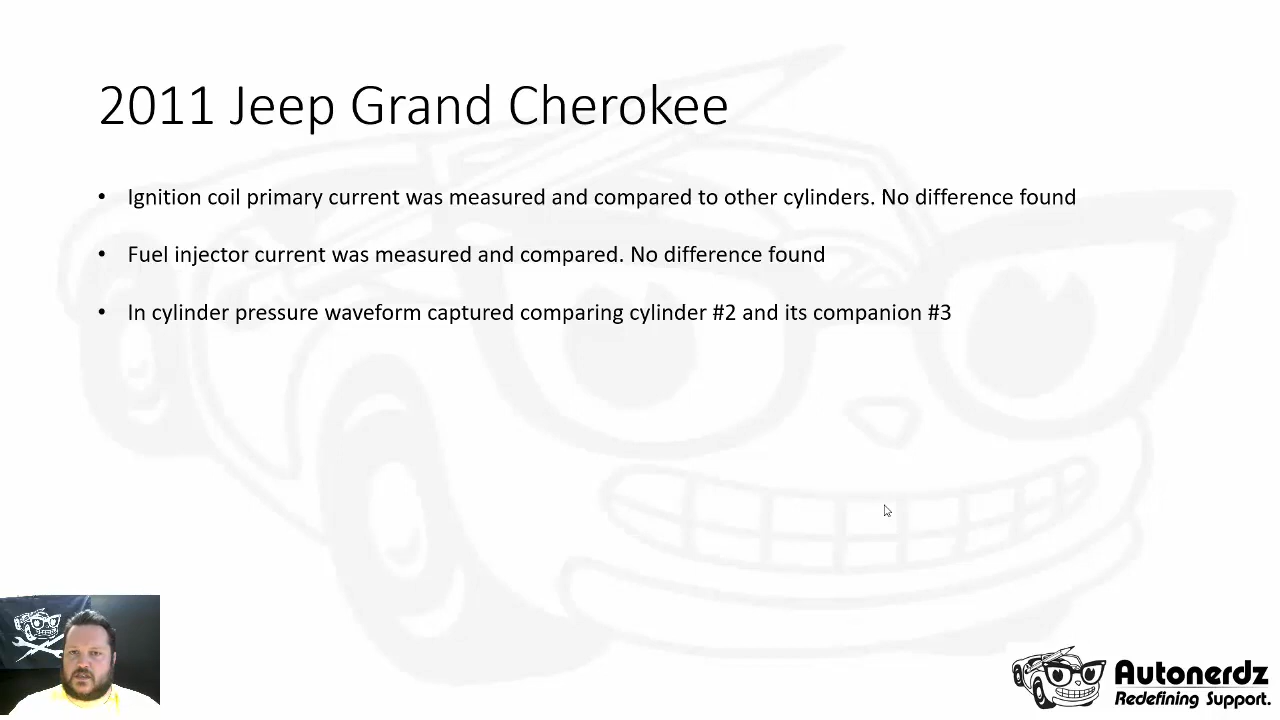 2011 Jeep Grand Cherokee
• Ignition coil primary current was measured and compared to other cylinders. No difference found
• Fuel injector current was measured and compared. No difference found
• In cylinder pressure waveform captured comparing cylinder #2 and its companion #3
Autonerdz
Redefining Support.